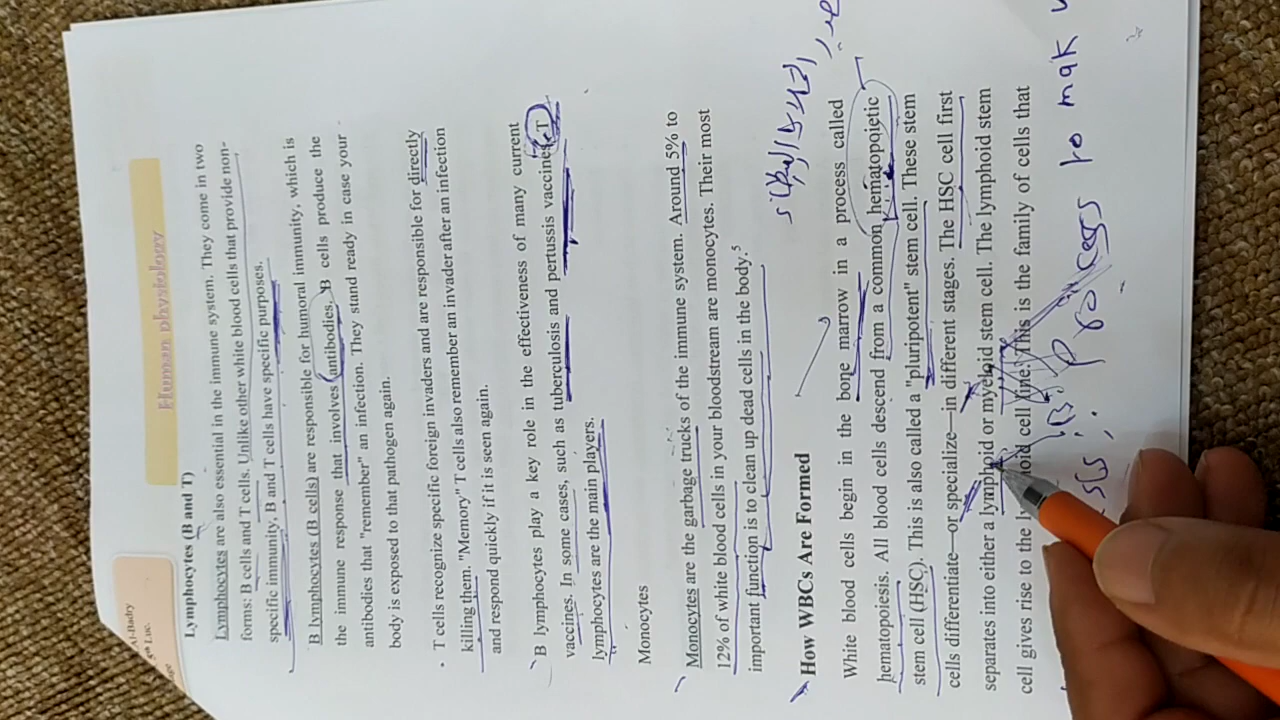 Al-Badry
Human physiology
Lymphocytes (B and T)
Lymphocytes are also essential in the immune system. They come in two
forms: B cells and T cells. Unlike other white blood cells that provide non-
specific immunity, B and T cells have specific purposes.
B lymphocytes (B cells) are responsible for humoral immunity, which is
the immune response that involves antibodies. B cells produce the
antibodies that "remember" an infection. They stand ready in case your
body is exposed to that pathogen again.
• T cells recognize specific foreign invaders and are responsible for directly
killing them. "Memory" T cells also remember an invader after an infection
and respond quickly if it is seen again.
B lymphocytes play a key role in the effectiveness of many current
vaccines. In some cases, such as tuberculosis and pertussis vaccines, T
lymphocytes are the main players.
Monocytes
Monocytes are the garbage trucks of the immune system. Around 5% to
12% of white blood cells in your bloodstream are monocytes. Their most
important function is to clean up dead cells in the body.5
How WBCs Are Formed
White blood cells begin in the bone marrow in a process called
hematopoiesis. All blood cells descend from a common hematopoietic
stem cell (HSC). This is also called a "pluripotent" stem cell. These stem
cells differentiate—or specialize—in different stages. The HSC cell first
separates into either a lymphoid or myeloid stem cell. The lymphoid stem
cell gives rise to the cell line. This is the family of cells that
process to mak